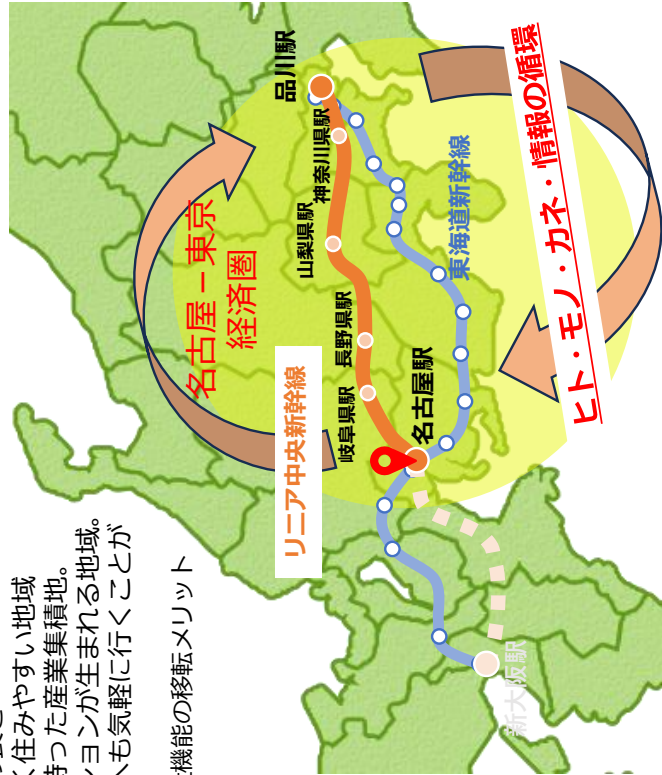 く住みやすい地域
持った産業集積地。
ションが生まれる地域。
も気軽に行くことが
機能の移転メリット
名古屋－東京
経済圏
リニア中央新幹線
品川駅
神奈川県駅
山梨県駅
長野県駅
岐阜県駅
名古屋駅
東海道新幹線
新大阪駅
ヒト・モノ・カネ・情報の循環